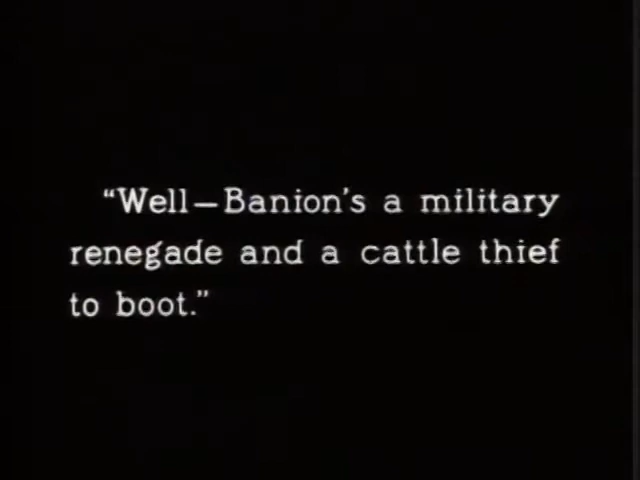 “Well—Banion's a military
renegade and a cattle thief
to boot.”